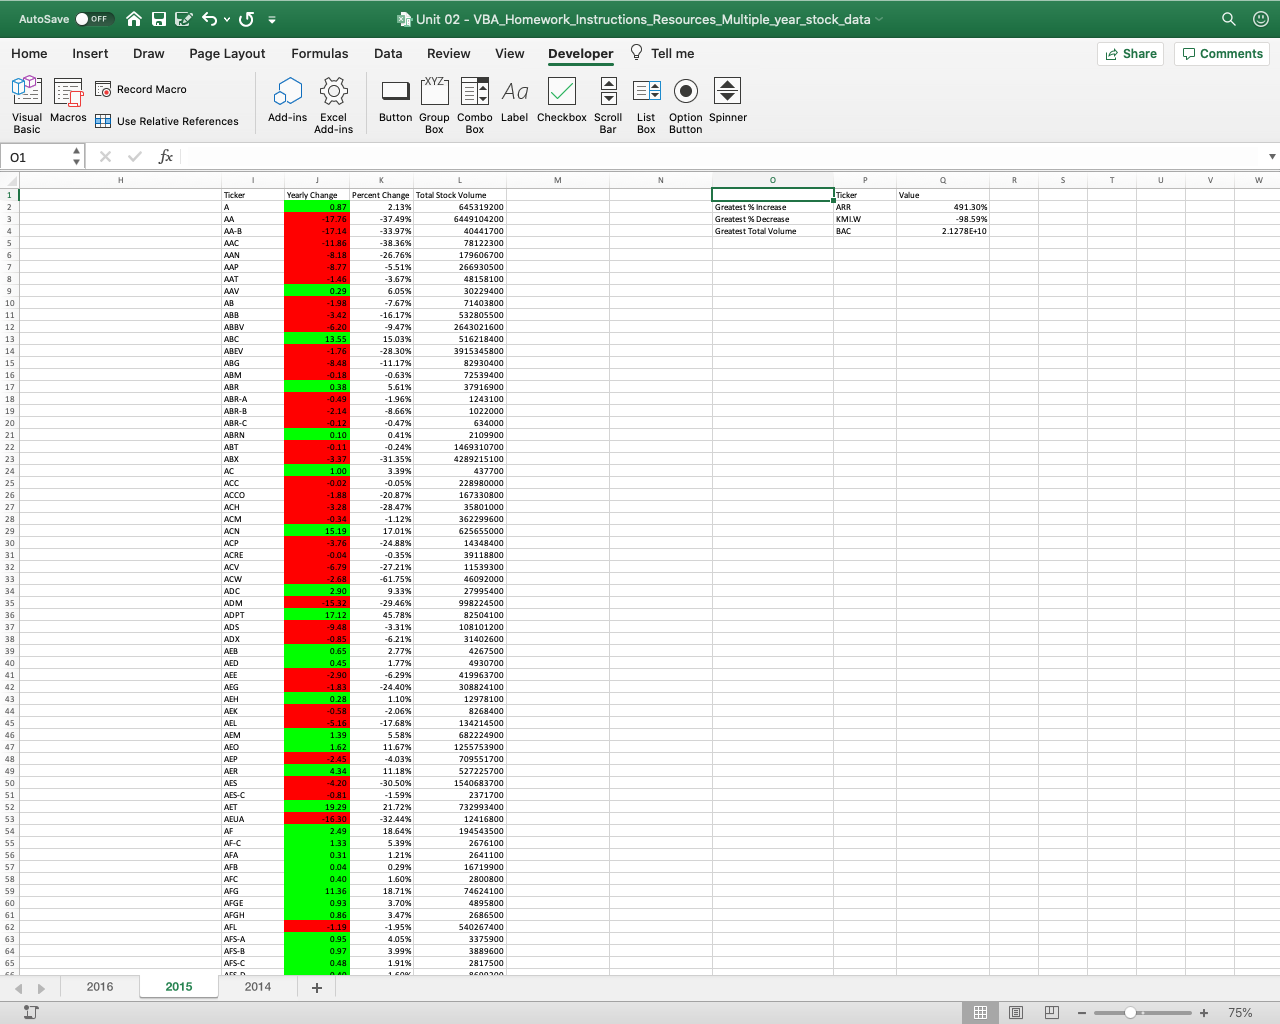 AutoSave OFF Unit 02 - VBA_Homework_Instructions_Resources_Multiple_year_stock_data
Home Insert Draw Page Layout Formulas Data Review View Developer Tell me Share Comments
Visual Basic Macros Record Macro Use Relative References Add-ins Excel Add-ins Button XYZ Group Box Combo Box Aa Label Checkbox Scroll Bar List Box Option Button Spinner
O1 fx
H I J K L M N O P Q R S T U V W
1 Ticker Yearly Change Percent Change Total Stock Volume Ticker Value
2 A 0.87 2.13% 645319200 Greatest % Increase ARR 491.30%
3 AA -17.76 -37.49% 6449104200 Greatest % Decrease KMI.W -98.59%
4 AA-B -17.14 -33.97% 40441700 Greatest Total Volume BAC 2.1278E+10
5 AAC -11.86 -38.36% 78122300
6 AAN -8.18 -26.76% 179606700
7 AAP -8.77 -5.51% 266930500
8 AAT -1.46 -3.67% 48158100
9 AAV 0.29 6.05% 30229400
10 AB -1.98 -7.67% 71403800
11 ABB -3.42 -16.17% 532805500
12 ABBV -6.20 -9.47% 2643021600
13 ABC 13.55 15.03% 516218400
14 ABEV -1.76 -28.30% 3915345800
15 ABG -8.48 -11.17% 82930400
16 ABM -0.18 -0.63% 72539400
17 ABR 0.38 5.61% 37916900
18 ABR-A -0.49 -1.96% 1243100
19 ABR-B -2.14 -8.66% 1022000
20 ABR-C -0.12 -0.47% 634000
21 ABRN 0.10 0.41% 2109900
22 ABT -0.11 -0.24% 1469310700
23 ABX -3.37 -31.35% 4289215100
24 AC 1.00 3.39% 437700
25 ACC -0.02 -0.05% 228980000
26 ACCO -1.88 -20.87% 167330800
27 ACH -3.28 -28.47% 35801000
28 ACM -0.34 -1.12% 362299600
29 ACN 15.19 17.01% 625655000
30 ACP -3.76 -24.88% 14348400
31 ACRE -0.04 -0.35% 39118800
32 ACV -6.79 -27.21% 11539300
33 ACW -2.68 -61.75% 46092000
34 ADC 2.90 9.33% 27995400
35 ADM -15.32 -29.46% 998224500
36 ADPT 17.12 45.78% 82504100
37 ADS -9.48 -3.31% 108101200
38 ADX -0.85 -6.21% 31402600
39 AEB 0.65 2.77% 4267500
40 AED 0.45 1.77% 4930700
41 AEE -2.90 -6.29% 419963700
42 AEG -1.83 -24.40% 308824100
43 AEH 0.28 1.10% 12978100
44 AEK -0.58 -2.06% 8268400
45 AEL -5.16 -17.68% 134214500
46 AEM 1.39 5.58% 682224900
47 AEO 1.62 11.67% 1255753900
48 AEP -2.45 -4.03% 709551700
49 AER 4.34 11.18% 527225700
50 AES -4.20 -30.50% 1540683700
51 AES-C -0.81 -1.59% 2371700
52 AET 19.29 21.72% 732993400
53 AEUA -16.30 -32.44% 12416800
54 AF 2.49 18.64% 194543500
55 AF-C 1.33 5.39% 2676100
56 AFA 0.31 1.21% 2641100
57 AFB 0.04 0.29% 16719900
58 AFC 0.40 1.60% 2800800
59 AFG 11.36 18.71% 74624100
60 AFGE 0.93 3.70% 4895800
61 AFGH 0.86 3.47% 2686500
62 AFL -1.19 -1.95% 540267400
63 AFS-A 0.95 4.05% 3375900
64 AFS-B 0.97 3.99% 3889600
65 AFS-C 0.48 1.91% 2817500
2016 2015 2014 +
75%